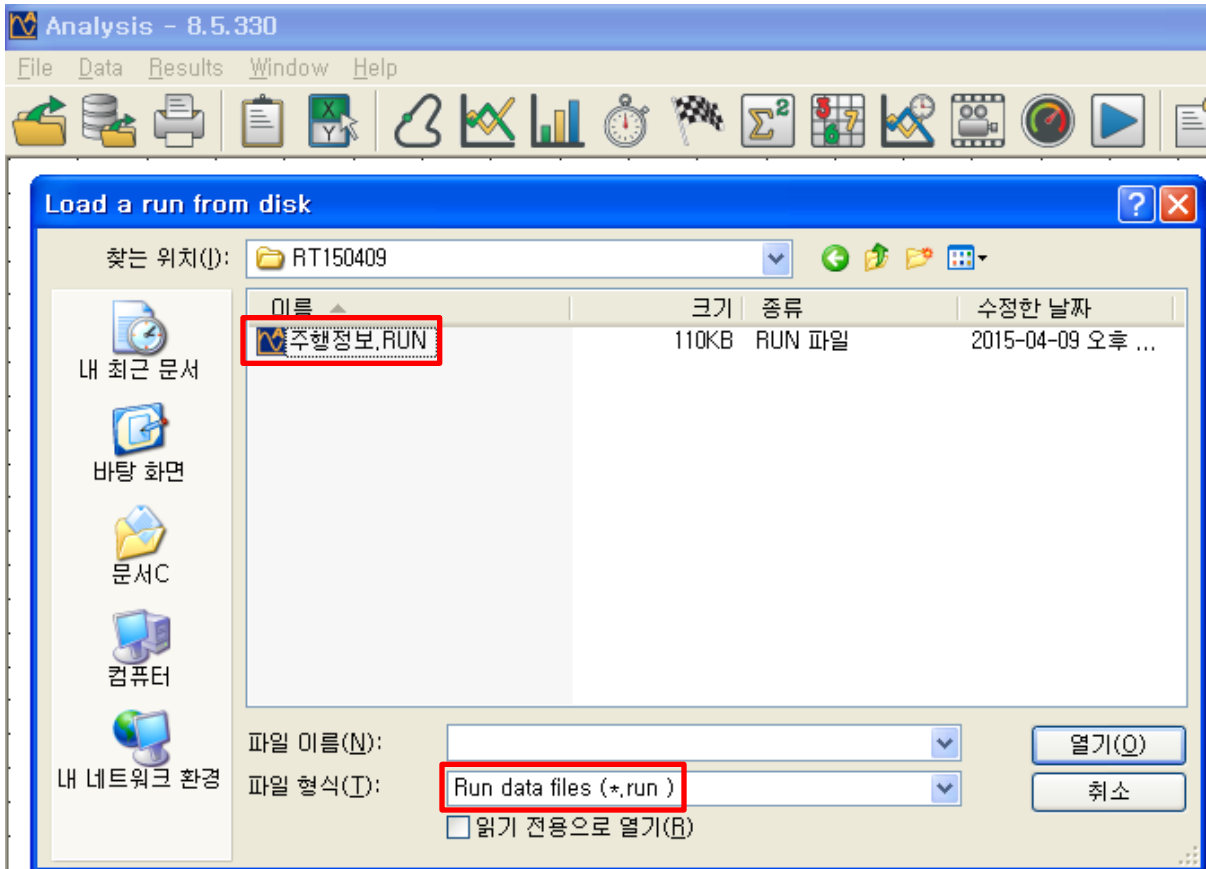 Analysis - 8.5.330
File Data Results Window Help
Load a run from disk
찾는 위치(I): RT150409
이름 크기 종류 수정한 날짜
주행정보.RUN 110KB RUN 파일 2015-04-09 오후 ...
내 최근 문서
바탕 화면
문서C
컴퓨터
내 네트워크 환경
파일 이름(N): 열기(O)
파일 형식(T): Run data files (*.run ) 취소
읽기 전용으로 열기(R)